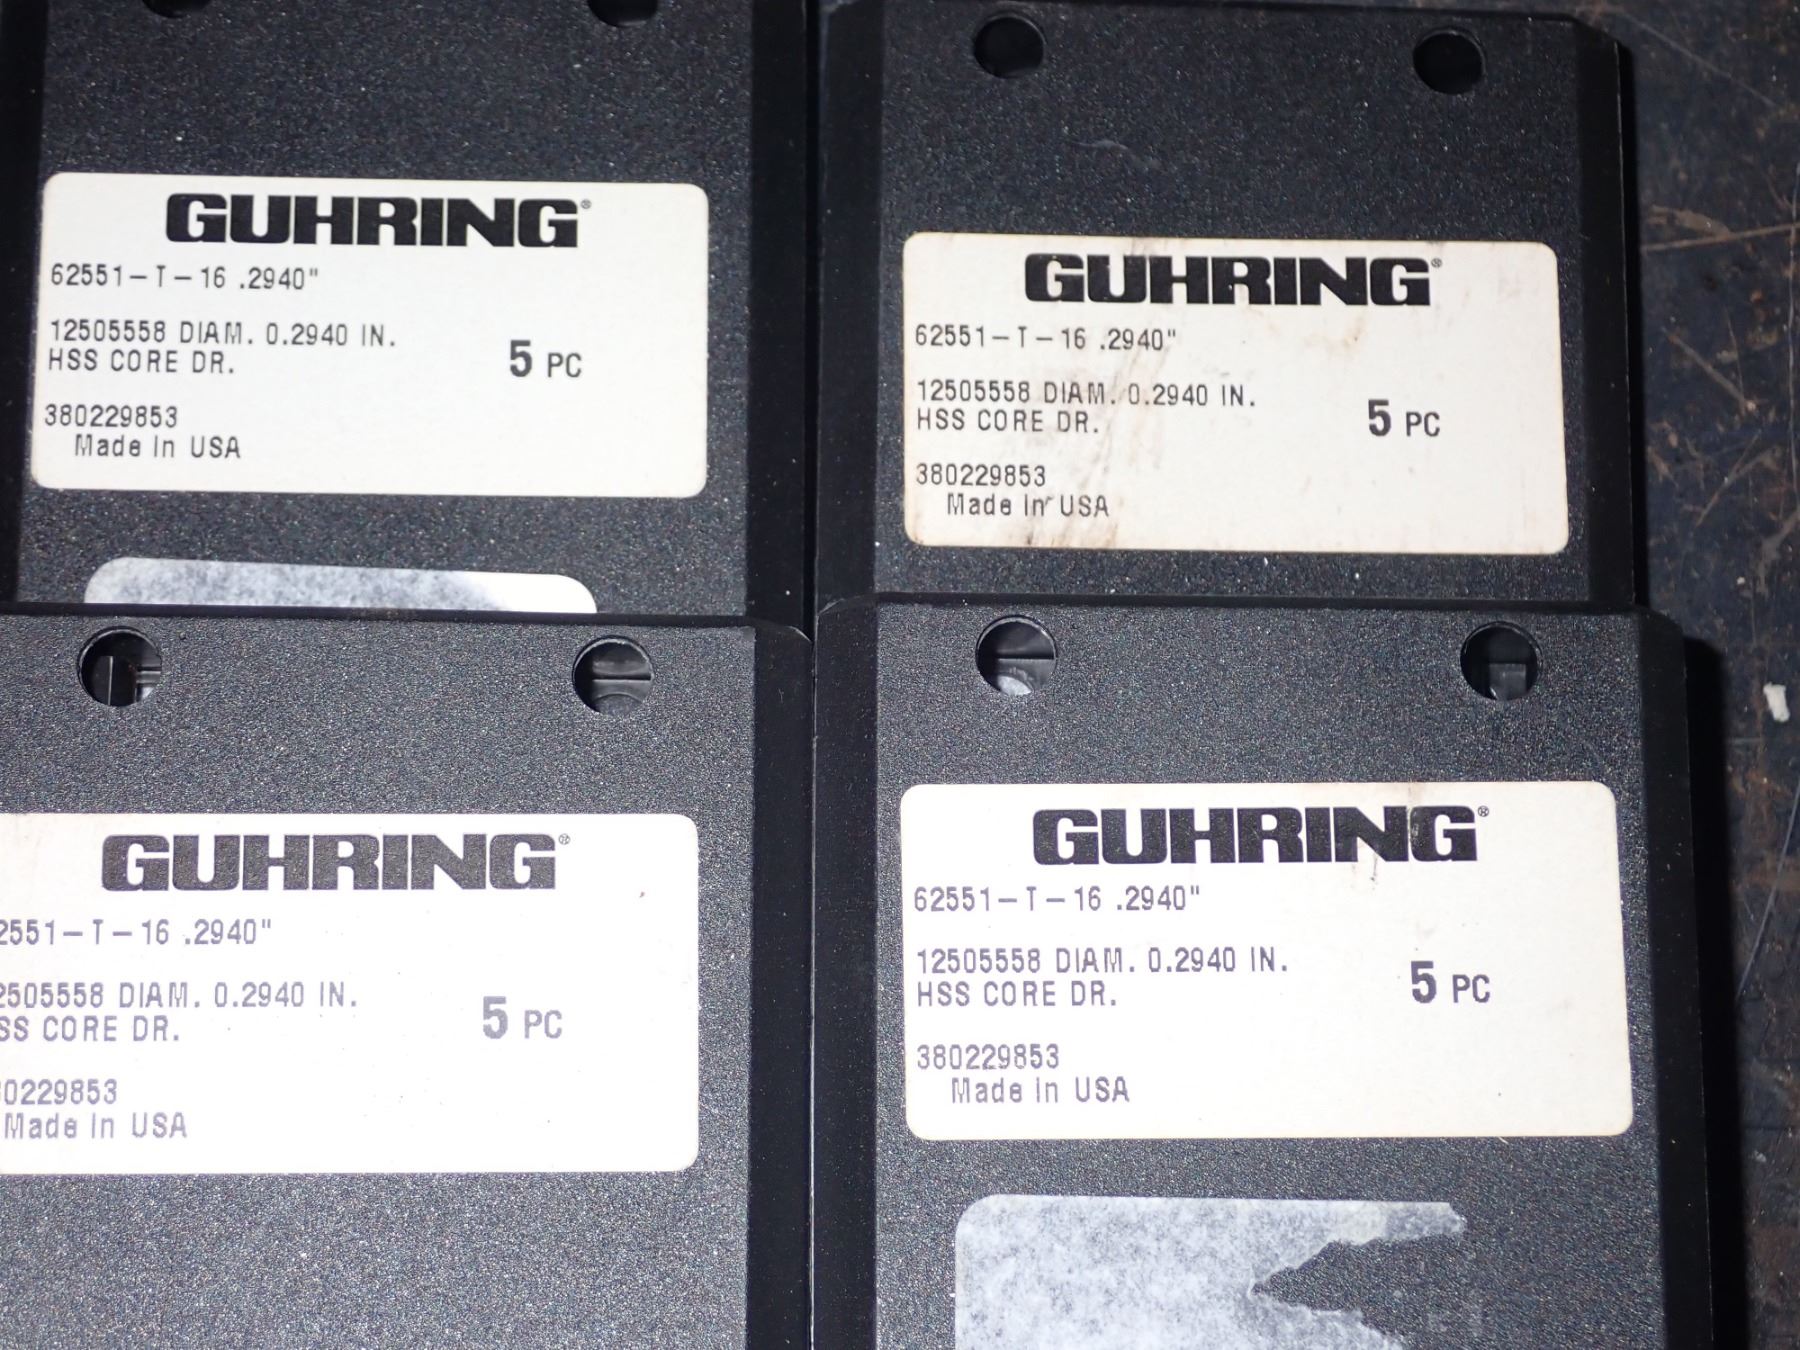 GUHRING®
62551-T-16 .2940"
12505558 DIAM. 0.2940 IN.
HSS CORE DR.
5 PC
380229853
Made In USA
GUHRING®
62551-T-16 .2940"
12505558 DIAM. 0.2940 IN.
HSS CORE DR.
5 PC
380229853
Made In USA
GUHRING®
2551-T-16 .2940"
2505558 DIAM. 0.2940 IN.
SS CORE DR.
5 PC
0229853
Made In USA
GUHRING®
62551-T-16 .2940"
12505558 DIAM. 0.2940 IN.
HSS CORE DR.
5 PC
380229853
Made In USA